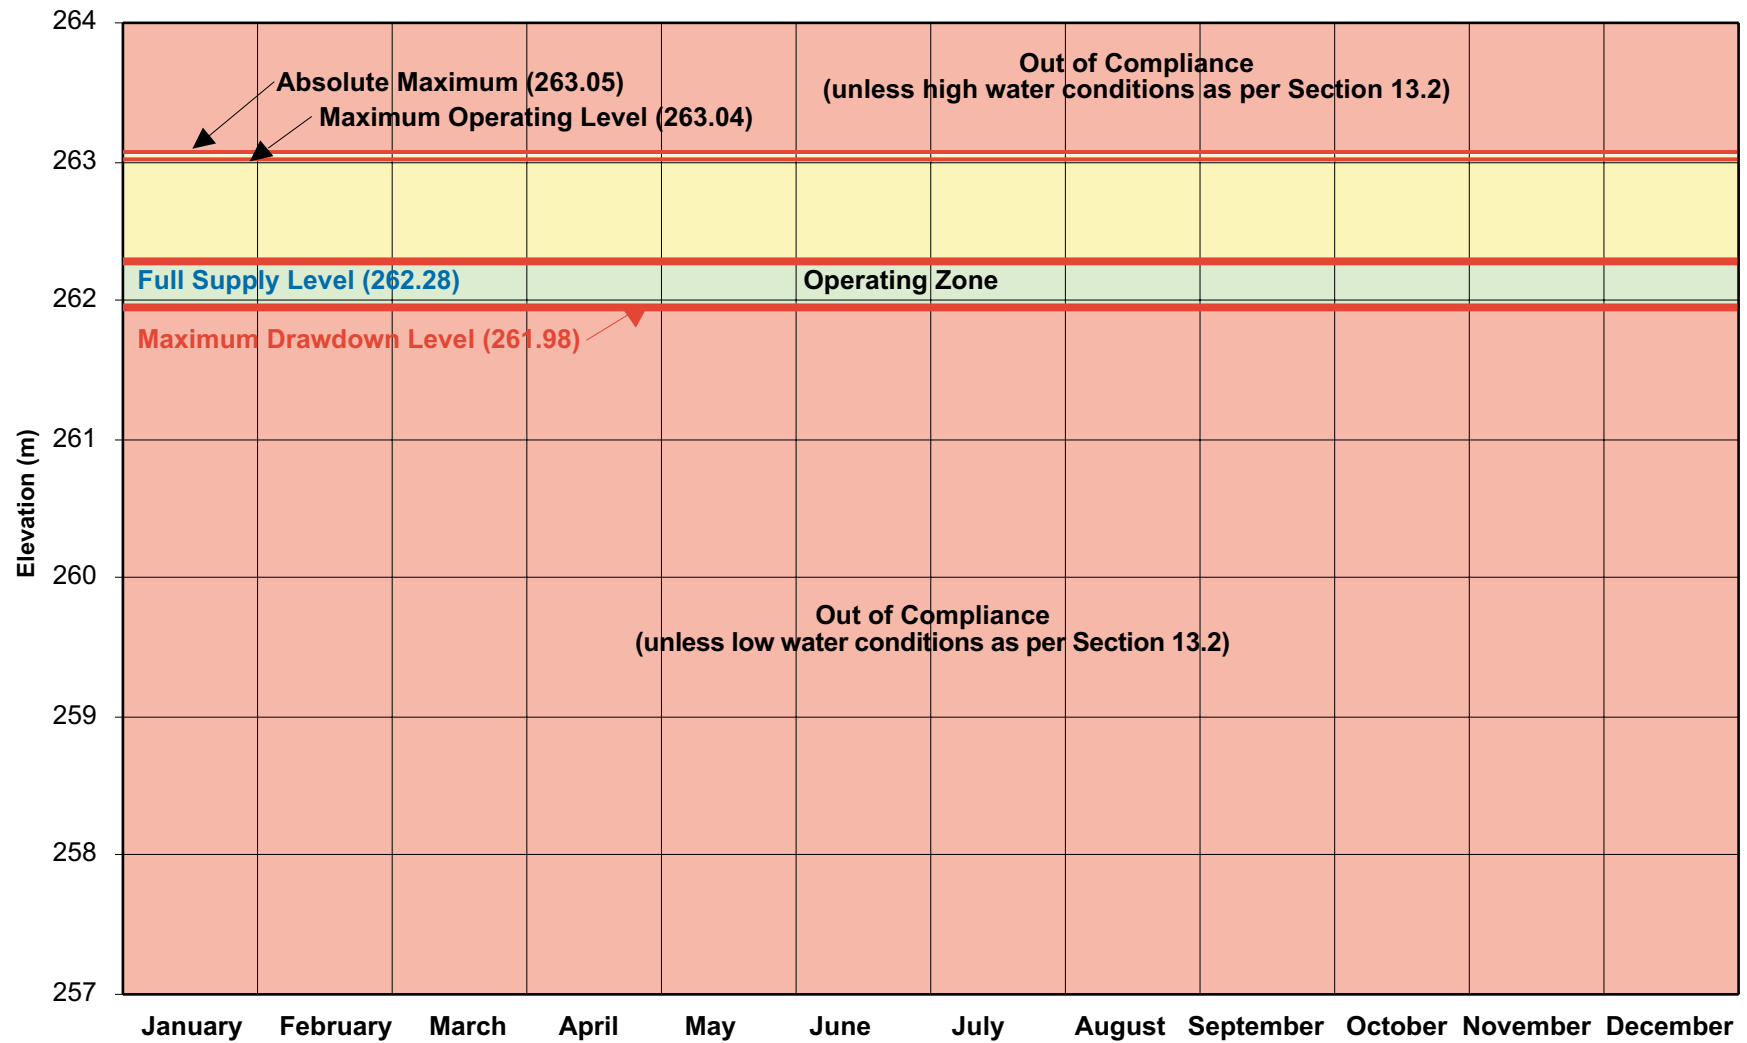 264
Out of Compliance
(unless high water conditions as per Section 13.2)
Absolute Maximum (263.05)
Maximum Operating Level (263.04)
263
Full Supply Level (262.28)
Operating Zone
262
Maximum Drawdown Level (261.98)
261
Elevation (m)
260
Out of Compliance
(unless low water conditions as per Section 13.2)
259
258
257
January February March April May June July August September October November December